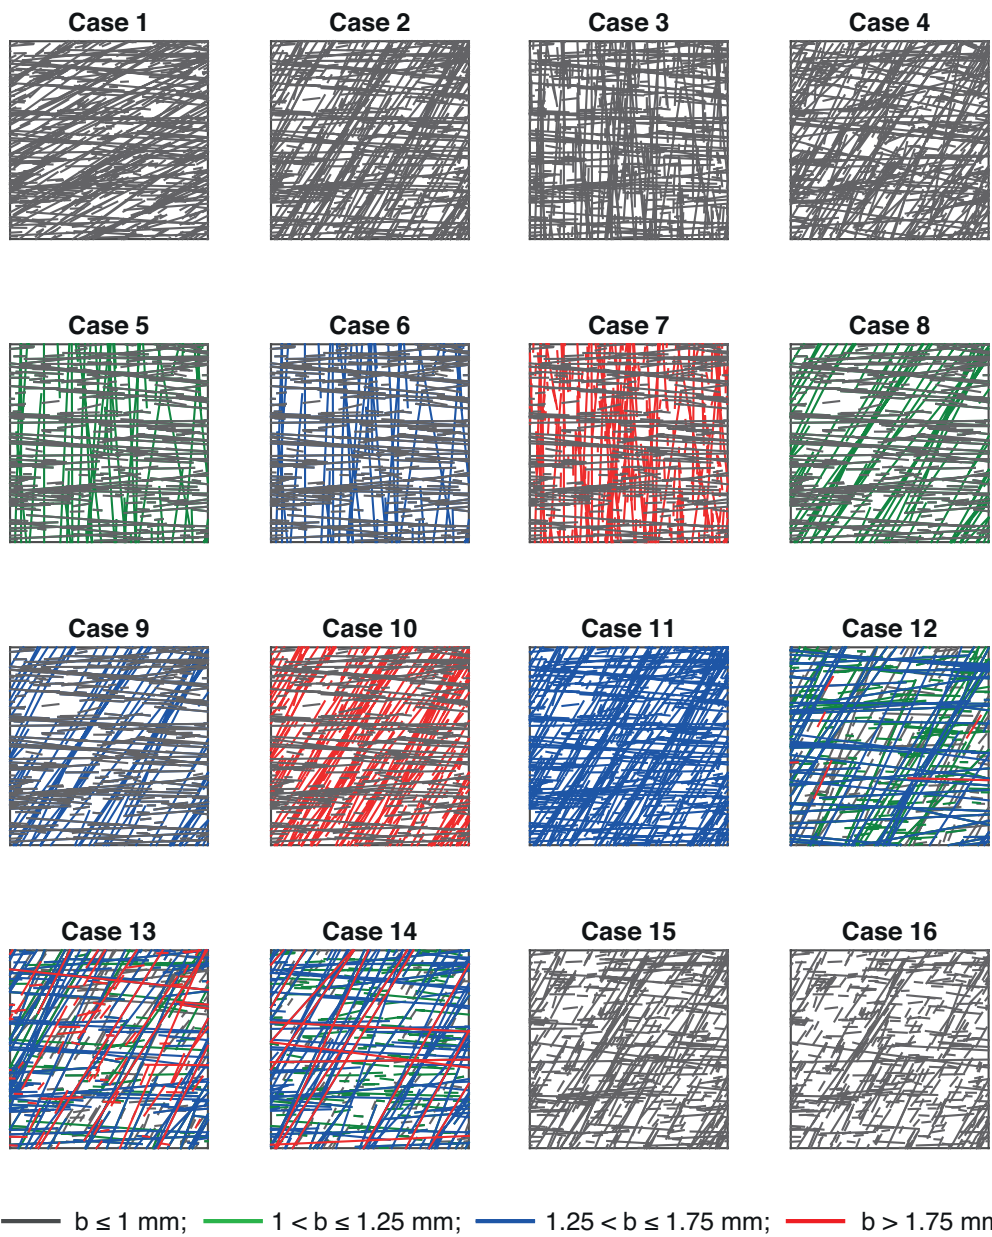 Case 1 Case 2 Case 3 Case 4
Case 5 Case 6 Case 7 Case 8
Case 9 Case 10 Case 11 Case 12
Case 13 Case 14 Case 15 Case 16
b ≤ 1 mm; 1 < b ≤ 1.25 mm; 1.25 < b ≤ 1.75 mm; b > 1.75 mm